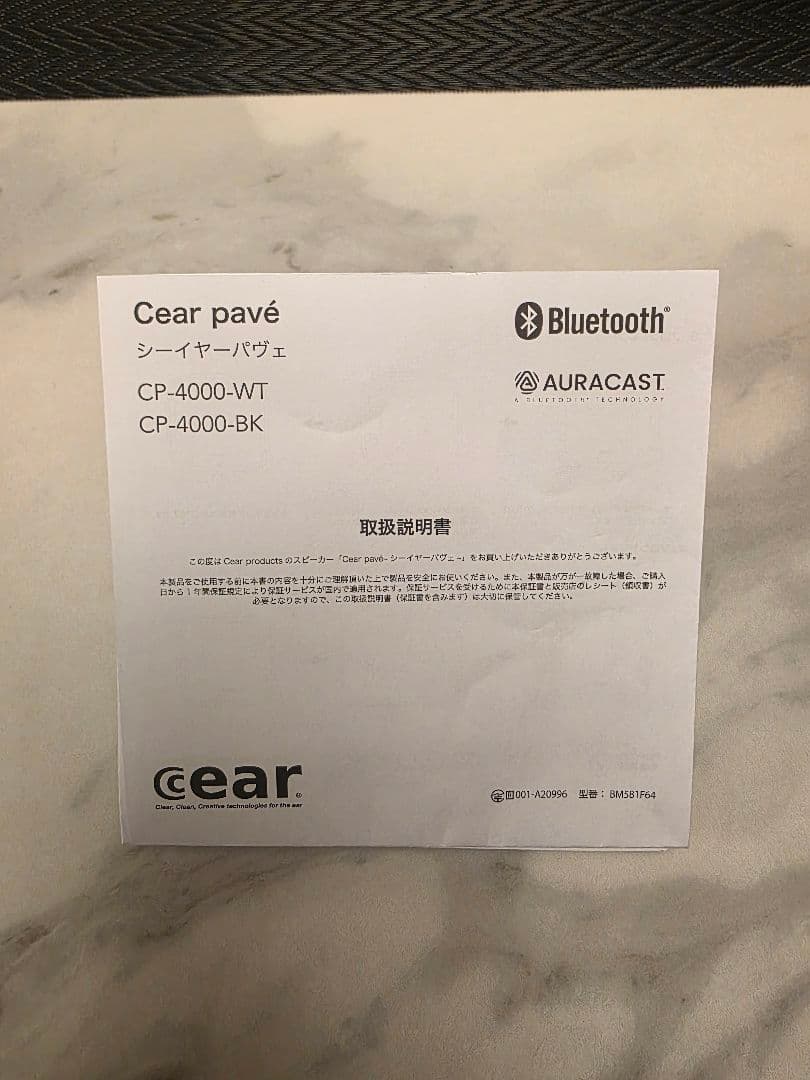 Cear pavé
シーイヤーパヴェ
CP-4000-WT
CP-4000-BK
Bluetooth®
AURACAST™
A BLUETOOTH® TECHNOLOGY
取扱説明書
この度は Cear products のスピーカー「Cear pavé- シーイヤーパヴェ -」をお買い上げいただきありがとうございます。
本製品をご使用する前に本書の内容を十分にご理解頂いた上で製品を安全にお使いください。また、本製品が万が一故障した場合、ご購入
日から1年間保証規定により保証サービスが国内で適用されます。保証サービスを受けるために本保証書と販売店のレシート（領収書）が
必要となりますので、この取扱説明書（保証書を含みます）は大切に保管してください。
Cear®
Clear, Clean, Creative technologies for the ear
001-A20996 型番： BM5B1F64